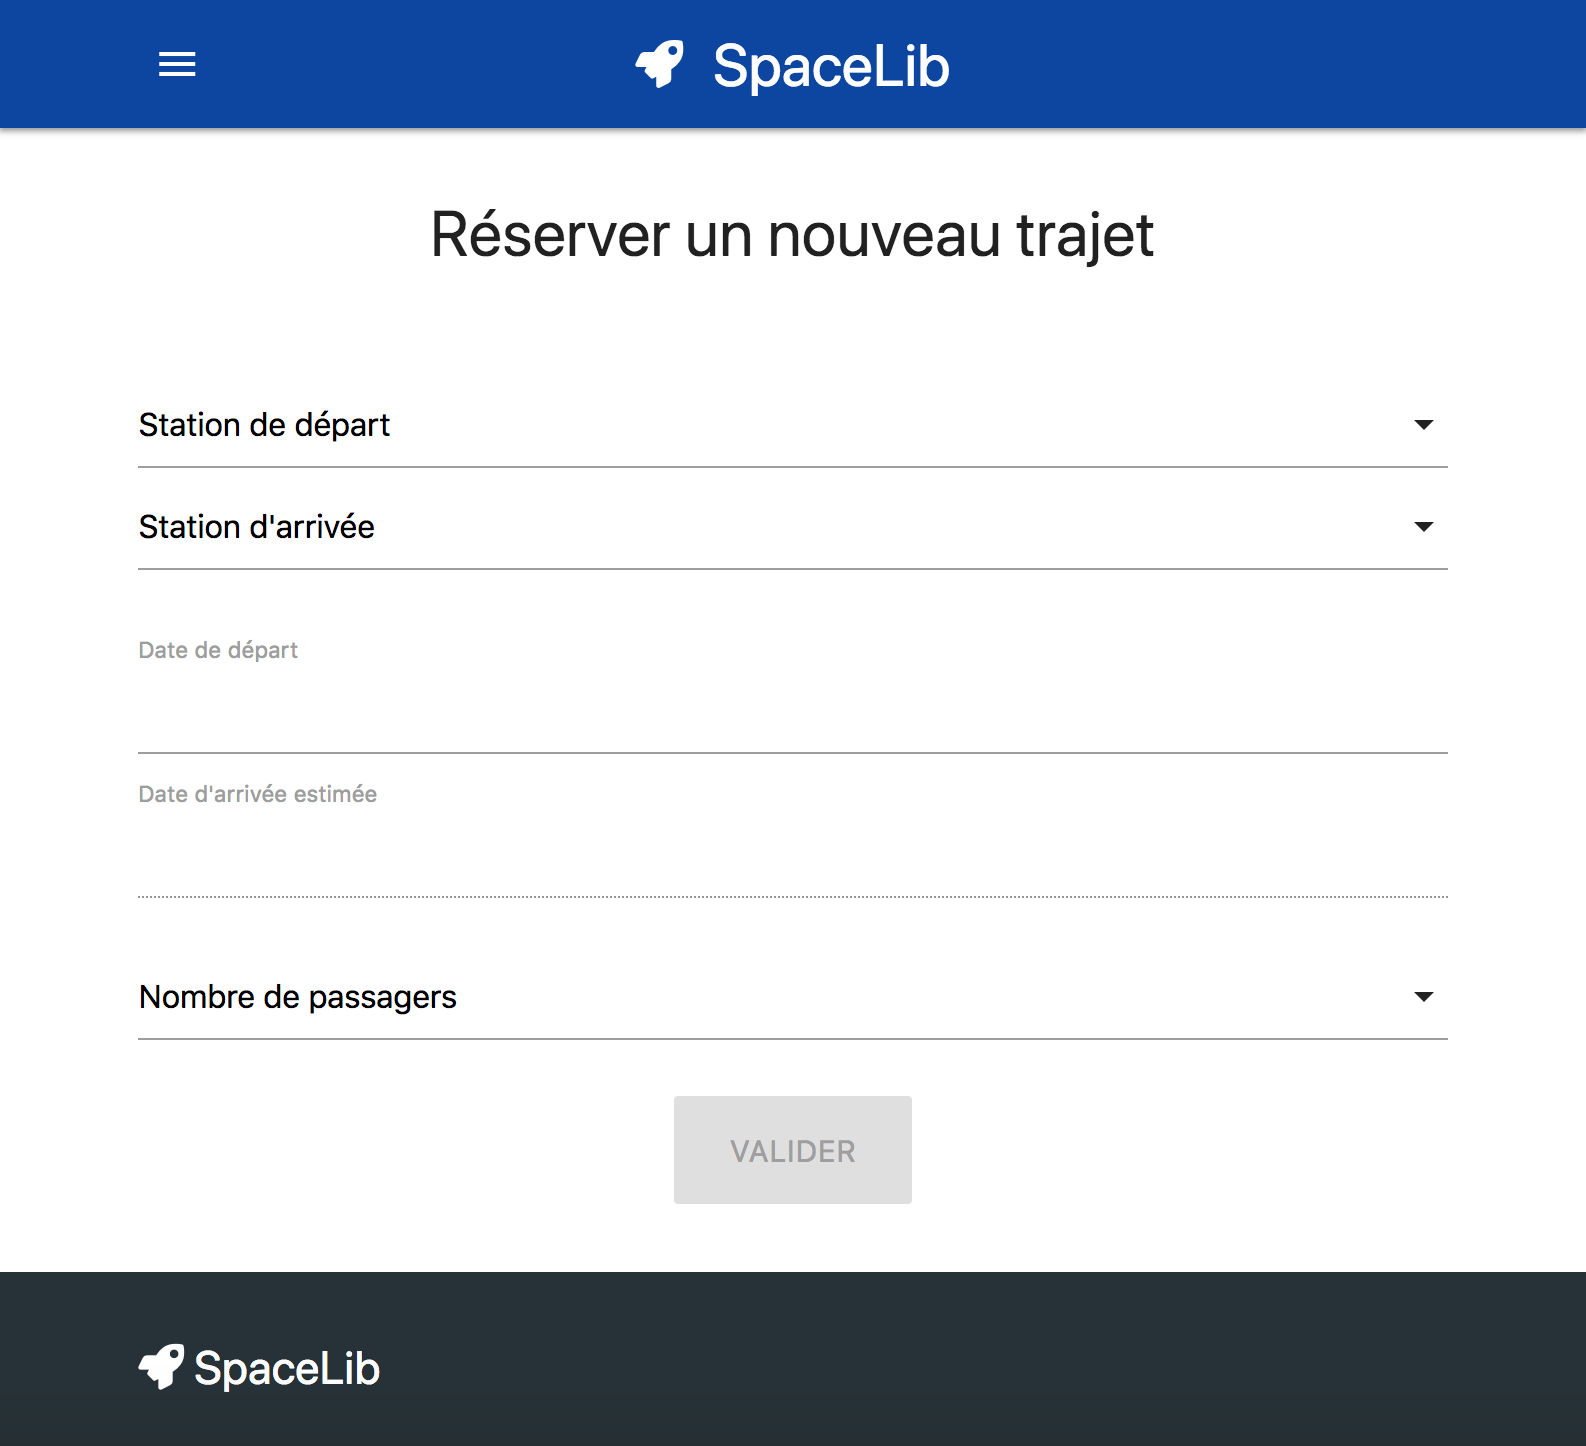 SpaceLib
Réserver un nouveau trajet
Station de départ
Station d'arrivée
Date de départ
Date d'arrivée estimée
Nombre de passagers
VALIDER
SpaceLib